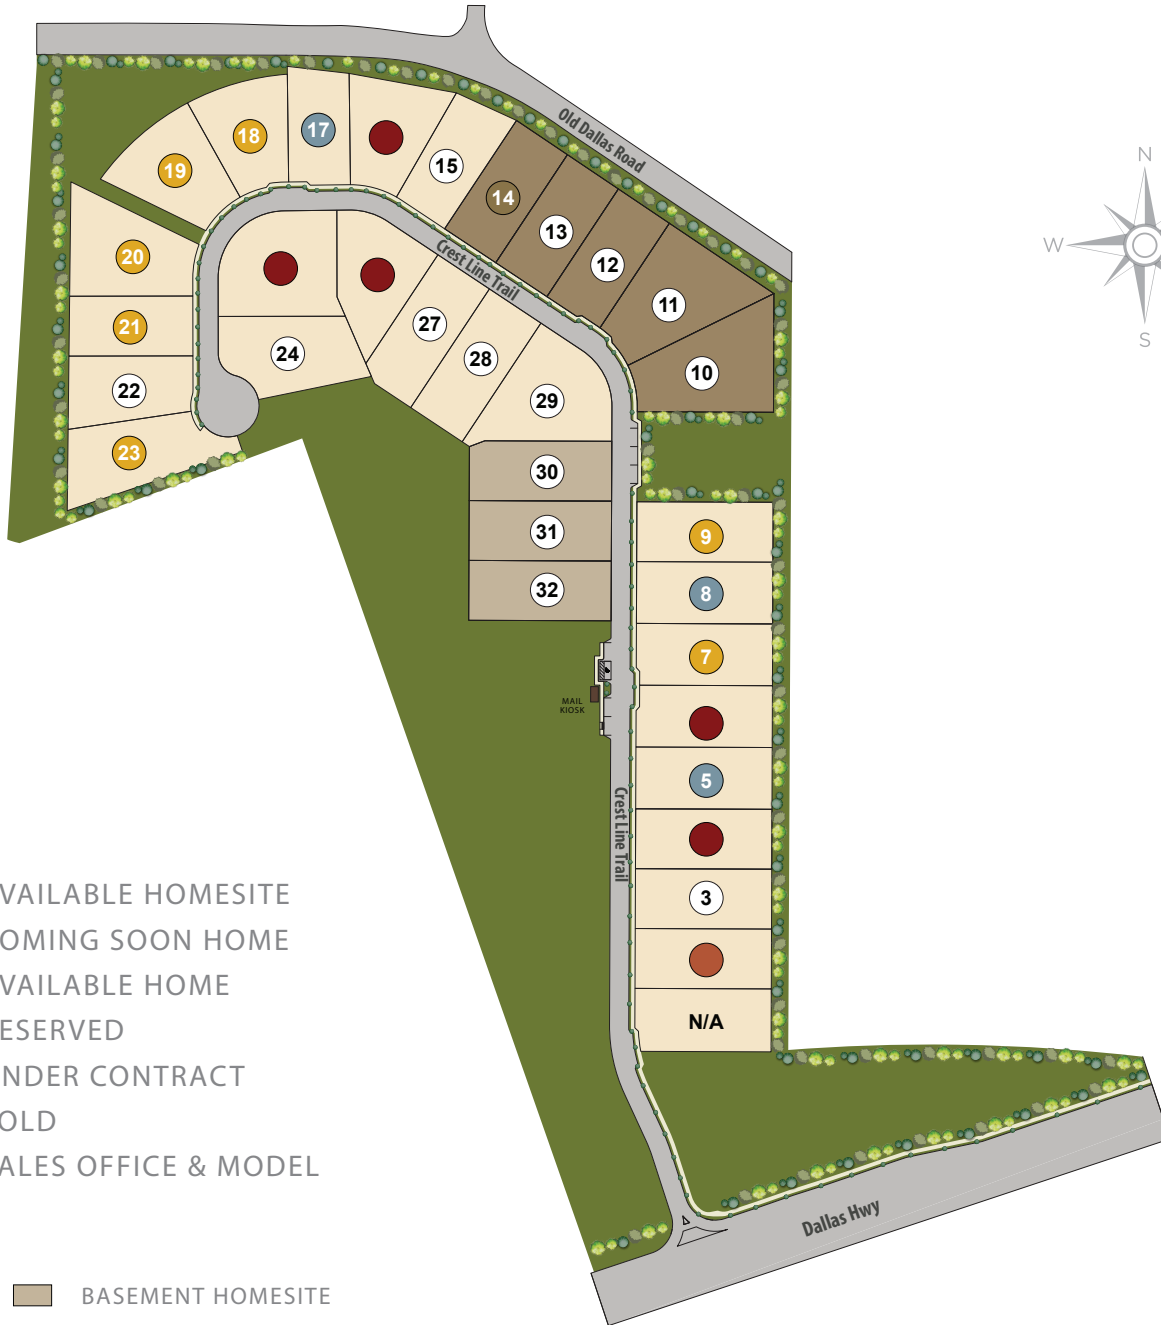 Old Dallas Road
N
W
S
18
17
19
15
14
13
12
11
10
20
21
22
23
24
Crest Line Trail
27
28
29
30
31
32
9
8
7
MAIL
KIOSK
5
Crest Line Trail
3
N/A
VAILABLE HOMESITE
OMING SOON HOME
VAILABLE HOME
ESERVED
NDER CONTRACT
OLD
ALES OFFICE & MODEL
Dallas Hwy
BASEMENT HOMESITE